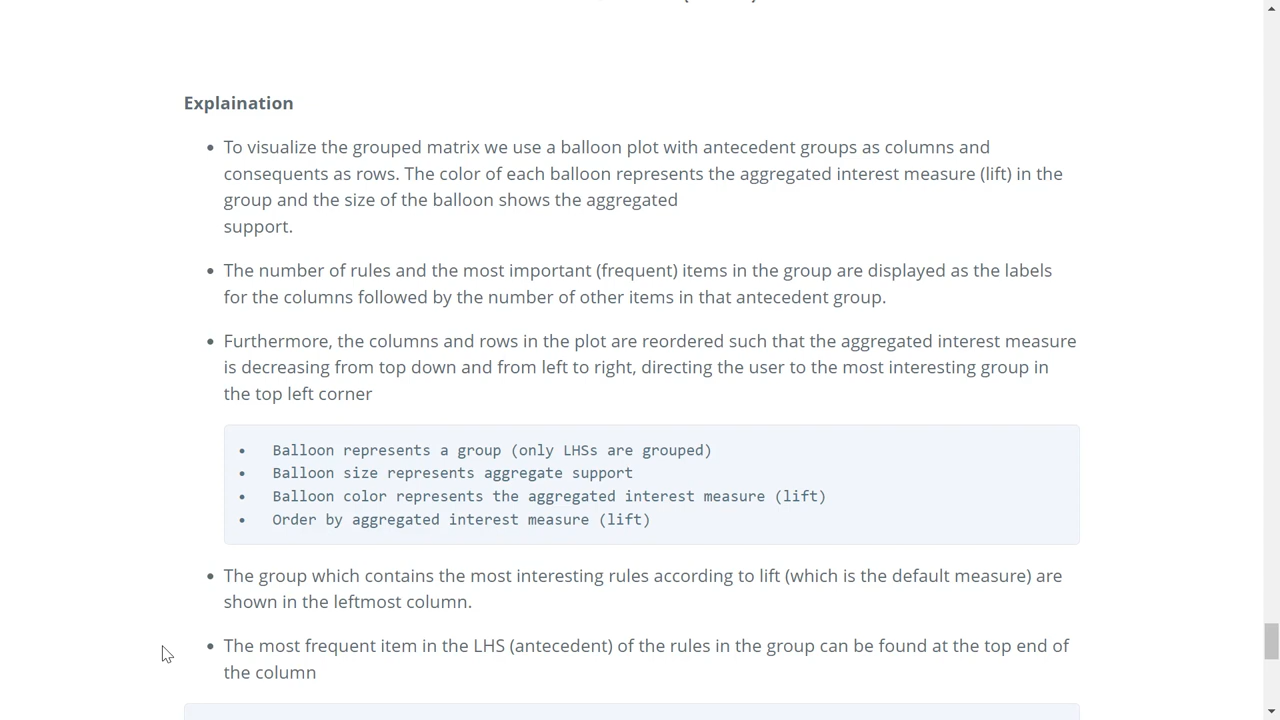 Explaination
• To visualize the grouped matrix we use a balloon plot with antecedent groups as columns and
consequents as rows. The color of each balloon represents the aggregated interest measure (lift) in the
group and the size of the balloon shows the aggregated
support.
• The number of rules and the most important (frequent) items in the group are displayed as the labels
for the columns followed by the number of other items in that antecedent group.
• Furthermore, the columns and rows in the plot are reordered such that the aggregated interest measure
is decreasing from top down and from left to right, directing the user to the most interesting group in
the top left corner
• Balloon represents a group (only LHSs are grouped)
• Balloon size represents aggregate support
• Balloon color represents the aggregated interest measure (lift)
• Order by aggregated interest measure (lift)
• The group which contains the most interesting rules according to lift (which is the default measure) are
shown in the leftmost column.
• The most frequent item in the LHS (antecedent) of the rules in the group can be found at the top end of
the column